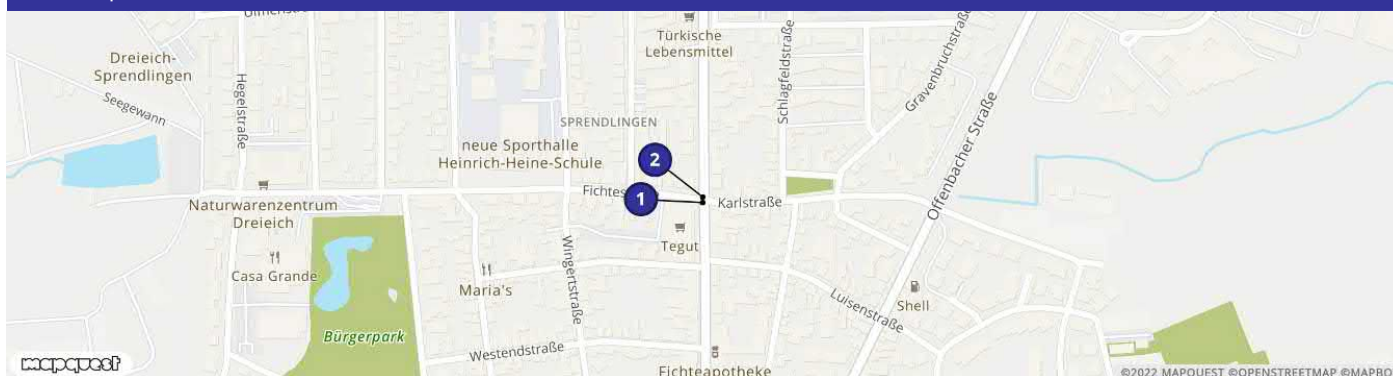 Türkische
Lebensmittel
Dreieich-
Sprendlingen
Seegewann
Hegelstraße
Schlagfeldstraße
Gravenbruchstraße
Offenbacher Straße
SPRENDLINGEN
neue Sporthalle
Heinrich-Heine-Schule
2
1
Fichtes
Karlstraße
Naturwarenzentrum
Dreieich
Casa Grande
Wingertstraße
Tegut
Maria's
Luisenstraße
Shell
Bürgerpark
Westendstraße
Fichteapotheke
mapquest
©2022 MAPQUEST ©OPENSTREETMAP ©MAPBO